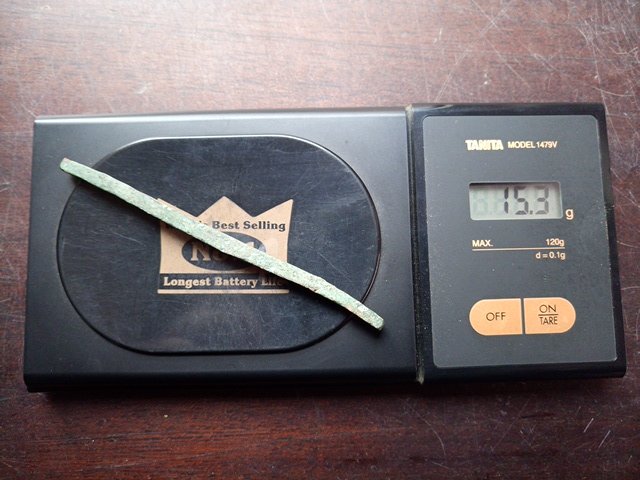 Best Selling
Longest Battery Life
TANITA MODEL 1479V
15.3 g
MAX. 120g
d = 0.1g
OFF
ON
TARE